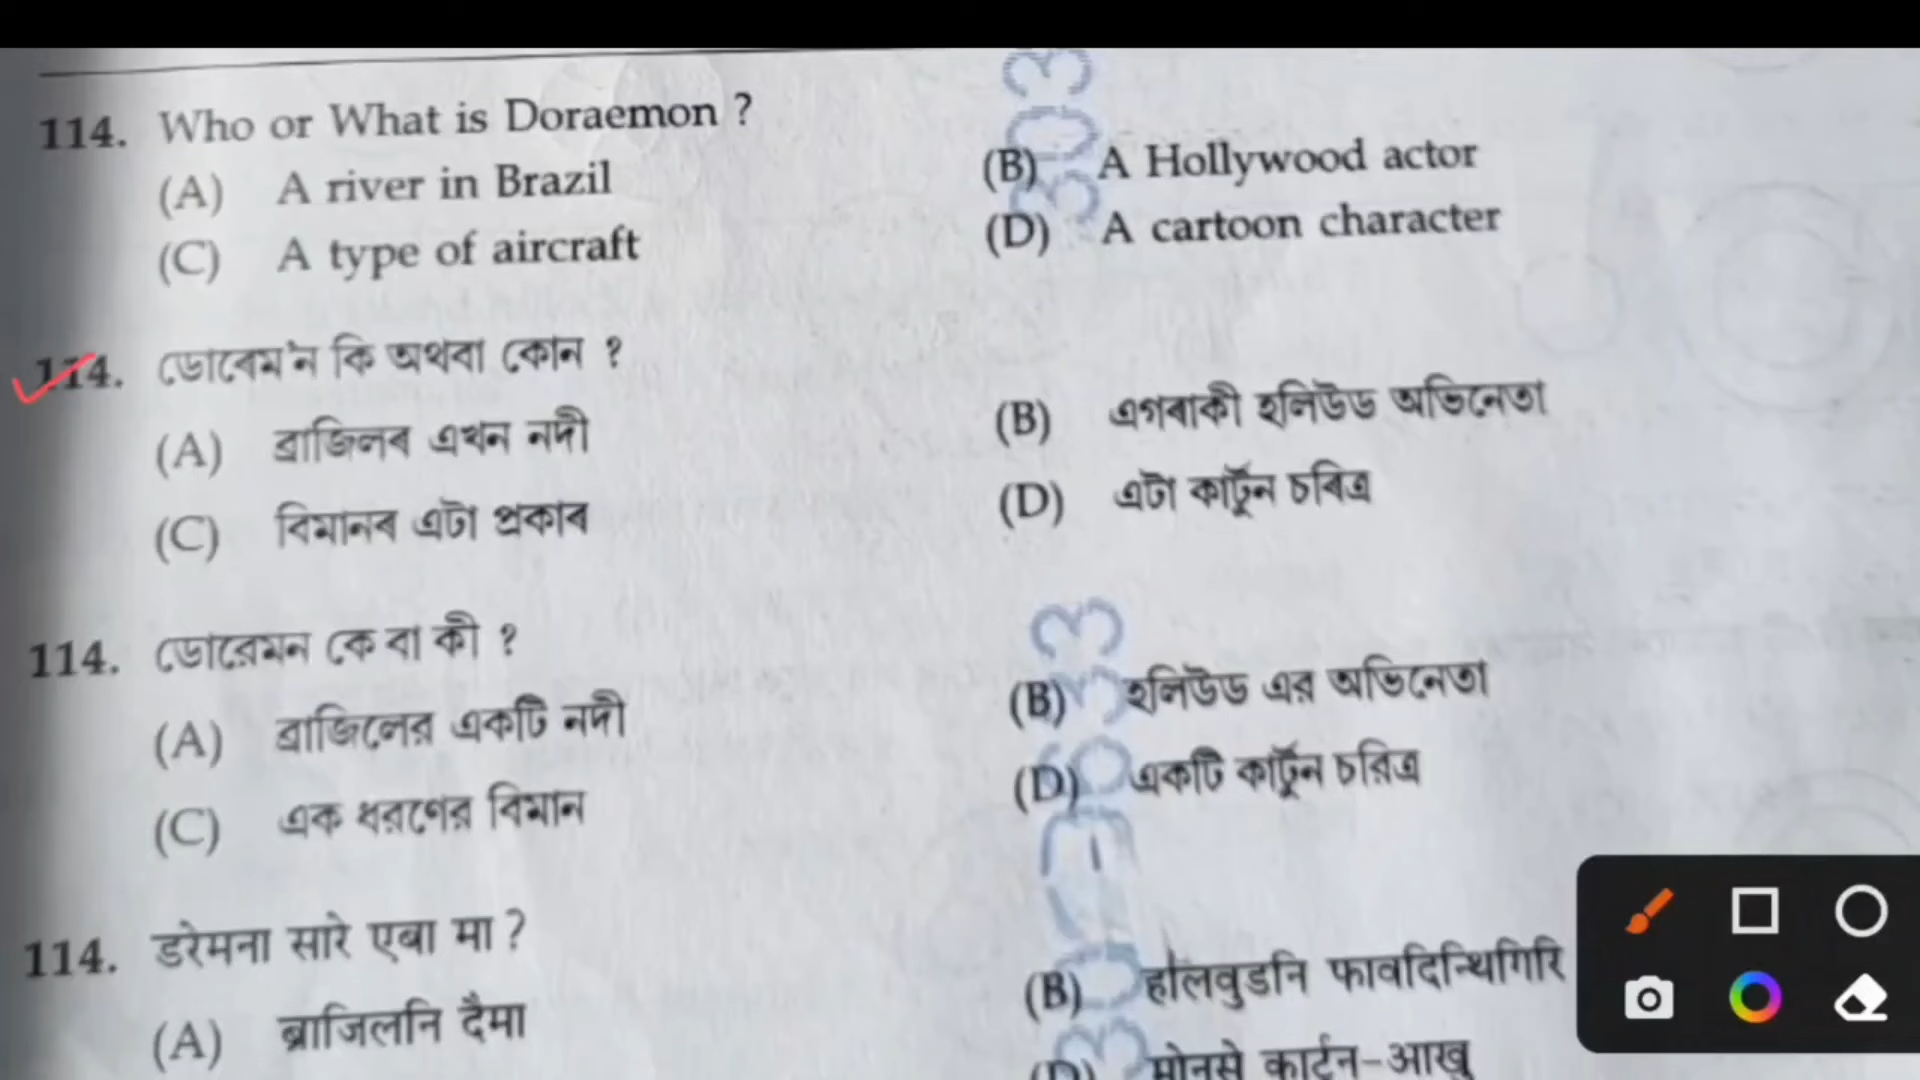 114. Who or What is Doraemon ?
(A) A river in Brazil (B) A Hollywood actor
(C) A type of aircraft (D) A cartoon character
114. ডোৰেম'ন কি অথবা কোন ?
(A) ব্রাজিলৰ এখন নদী (B) এগৰাকী হলিউড অভিনেতা
(C) বিমানৰ এটা প্ৰকাৰ (D) এটা কাৰ্টুন চৰিত্ৰ
114. ডোরেমন কে বা কী ?
(A) ব্রাজিলের একটি নদী (B) হলিউড এর অভিনেতা
(C) এক ধরণের বিমান (D) একটি কার্টুন চরিত্র
114. डरेमना सारे एबा मा ?
(A) ब्राजिलनि दैमा (B) हलिवुडनि फावदिन्थिगिरि
(D) मोनसे कार्टुन-आखु